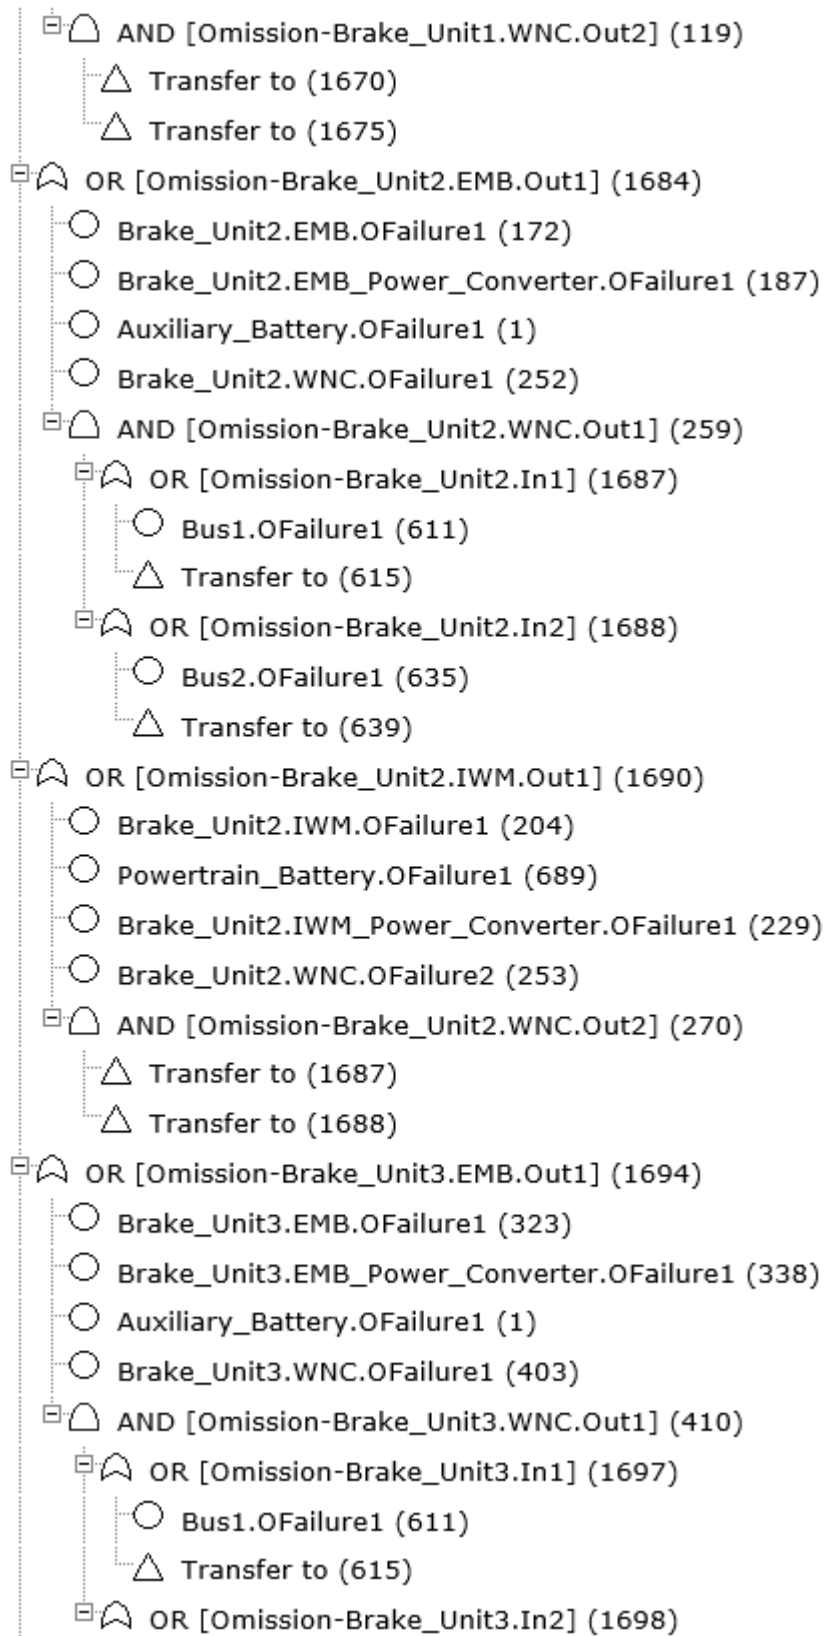 AND [Omission-Brake_Unit1.WNC.Out2] (119)
Transfer to (1670)
Transfer to (1675)
OR [Omission-Brake_Unit2.EMB.Out1] (1684)
Brake_Unit2.EMB.OFailure1 (172)
Brake_Unit2.EMB_Power_Converter.OFailure1 (187)
Auxiliary_Battery.OFailure1 (1)
Brake_Unit2.WNC.OFailure1 (252)
AND [Omission-Brake_Unit2.WNC.Out1] (259)
OR [Omission-Brake_Unit2.In1] (1687)
Bus1.OFailure1 (611)
Transfer to (615)
OR [Omission-Brake_Unit2.In2] (1688)
Bus2.OFailure1 (635)
Transfer to (639)
OR [Omission-Brake_Unit2.IWM.Out1] (1690)
Brake_Unit2.IWM.OFailure1 (204)
Powertrain_Battery.OFailure1 (689)
Brake_Unit2.IWM_Power_Converter.OFailure1 (229)
Brake_Unit2.WNC.OFailure2 (253)
AND [Omission-Brake_Unit2.WNC.Out2] (270)
Transfer to (1687)
Transfer to (1688)
OR [Omission-Brake_Unit3.EMB.Out1] (1694)
Brake_Unit3.EMB.OFailure1 (323)
Brake_Unit3.EMB_Power_Converter.OFailure1 (338)
Auxiliary_Battery.OFailure1 (1)
Brake_Unit3.WNC.OFailure1 (403)
AND [Omission-Brake_Unit3.WNC.Out1] (410)
OR [Omission-Brake_Unit3.In1] (1697)
Bus1.OFailure1 (611)
Transfer to (615)
OR [Omission-Brake_Unit3.In2] (1698)